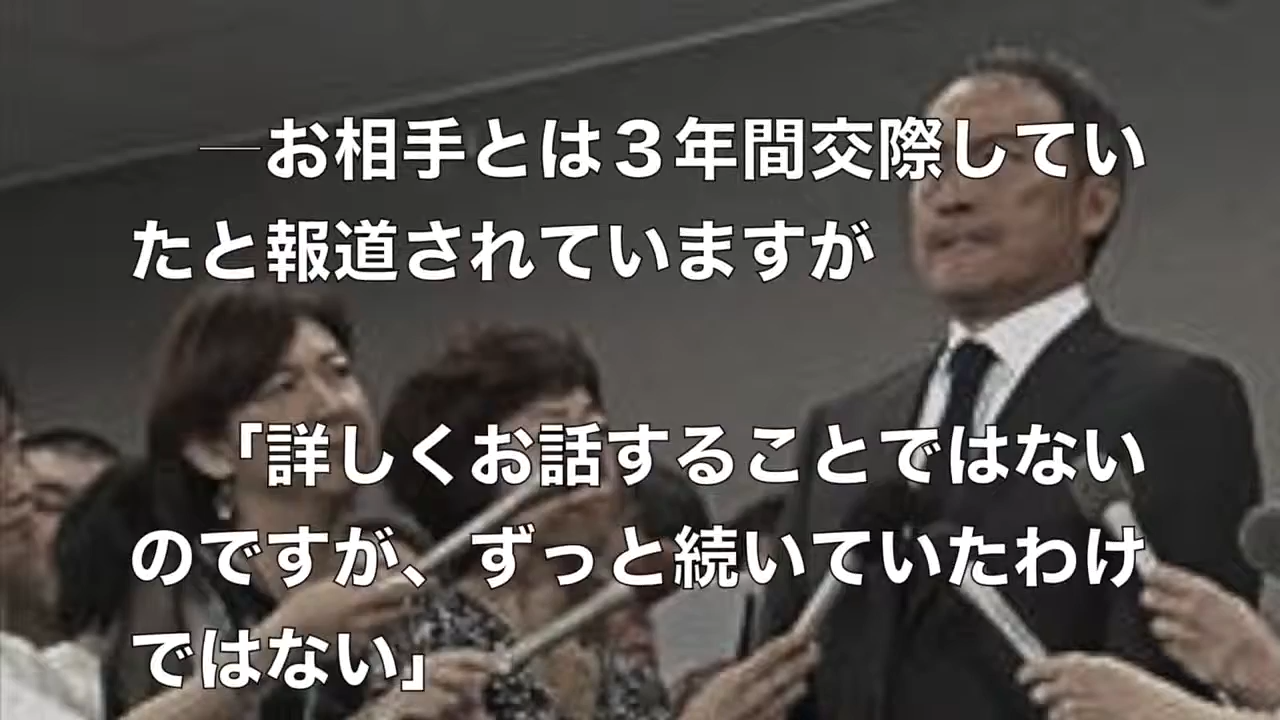 ―お相手とは３年間交際してい
たと報道されていますが
「詳しくお話することではない
のですが、ずっと続いていたわけ
ではない」